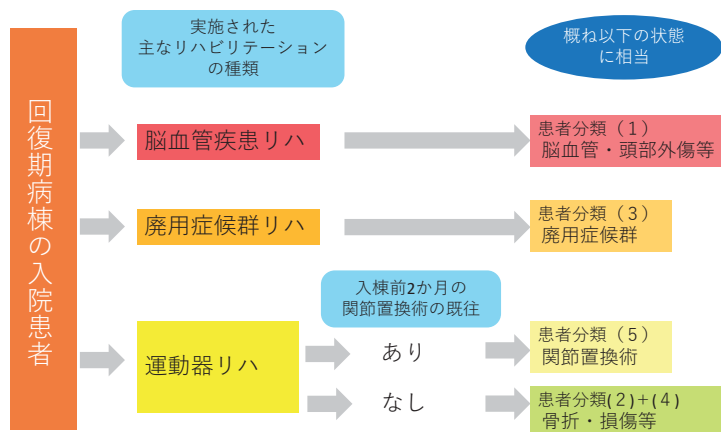 回復期病棟の入院患者
実施された
主なリハビリテーション
の種類
概ね以下の状態
に相当
脳血管疾患リハ
患者分類（1）
脳血管・頭部外傷等
廃用症候群リハ
患者分類（3）
廃用症候群
入棟前2か月の
関節置換術の既往
運動器リハ
あり
患者分類（5）
関節置換術
なし
患者分類(2)+(4)
骨折・損傷等